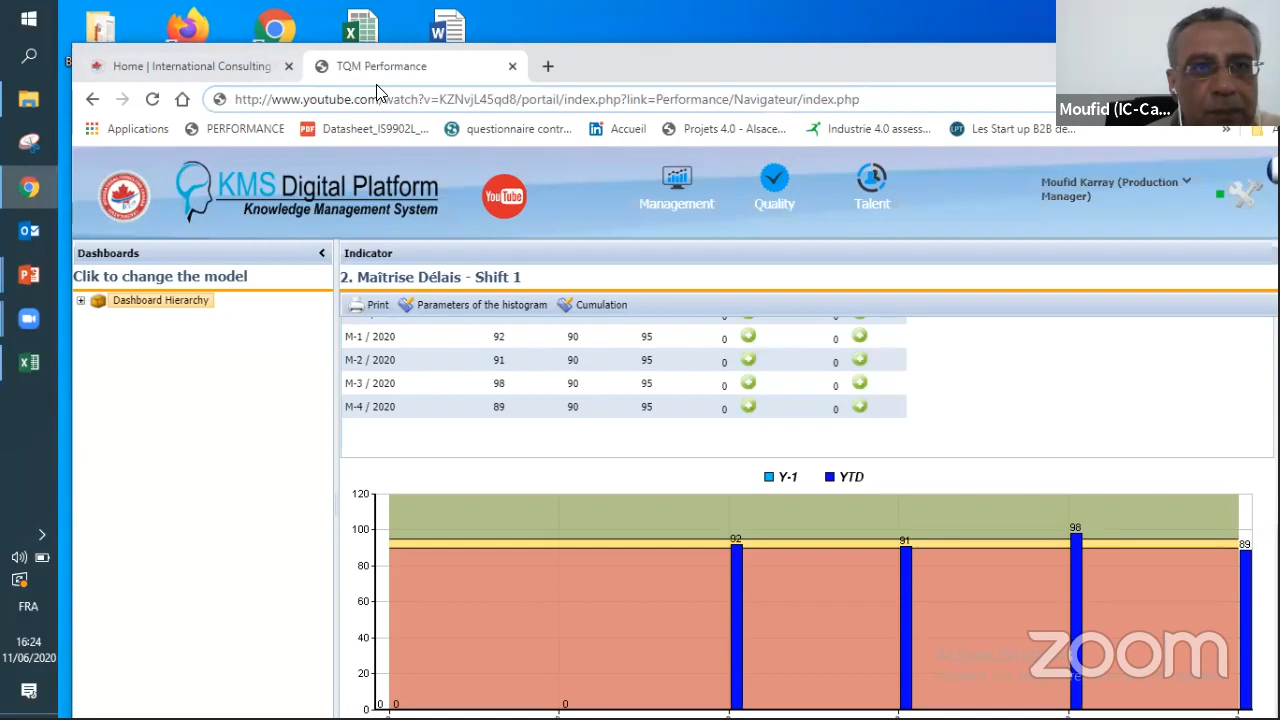 Home | International Consulting
TQM Performance
http://www.youtube.com/watch?v=KZNvjL45qd8/portail/index.php?link=Performance/Navigateur/index.php
Moufid (IC-Ca...
Applications
PERFORMANCE
PDF
Datasheet_IS9902L_...
questionnaire contr...
in
Accueil
Projets 4.0 - Alsace...
Industrie 4.0 assess...
LPT
Les Start up B2B de...
»
KMS Digital Platform
Knowledge Management System
YouTube
Management
Quality
Talent
Moufid Karray (Production
Manager)
Dashboards
Indicator
Clik to change the model
2. Maîtrise Délais - Shift 1
Dashboard Hierarchy
Print
Parameters of the histogram
Cumulation
M-1 / 2020 92 90 95 0 0
M-2 / 2020 91 90 95 0 0
M-3 / 2020 98 90 95 0 0
M-4 / 2020 89 90 95 0 0
Y-1 YTD
120
100
80
60
40
20
0
0 0 0 92 91 98 89
zoom
FRA
16:24
11/06/2020